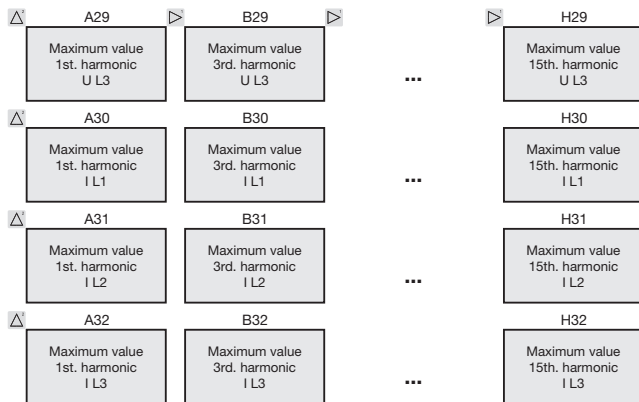 A29 B29 H29
Maximum value Maximum value Maximum value
1st. harmonic 3rd. harmonic 15th. harmonic
U L3 U L3 ... U L3
A30 B30 H30
Maximum value Maximum value Maximum value
1st. harmonic 3rd. harmonic 15th. harmonic
I L1 I L1 ... I L1
A31 B31 H31
Maximum value Maximum value Maximum value
1st. harmonic 3rd. harmonic 15th. harmonic
I L2 I L2 ... I L2
A32 B32 H32
Maximum value Maximum value Maximum value
1st. harmonic 3rd. harmonic 15th. harmonic
I L3 I L3 ... I L3